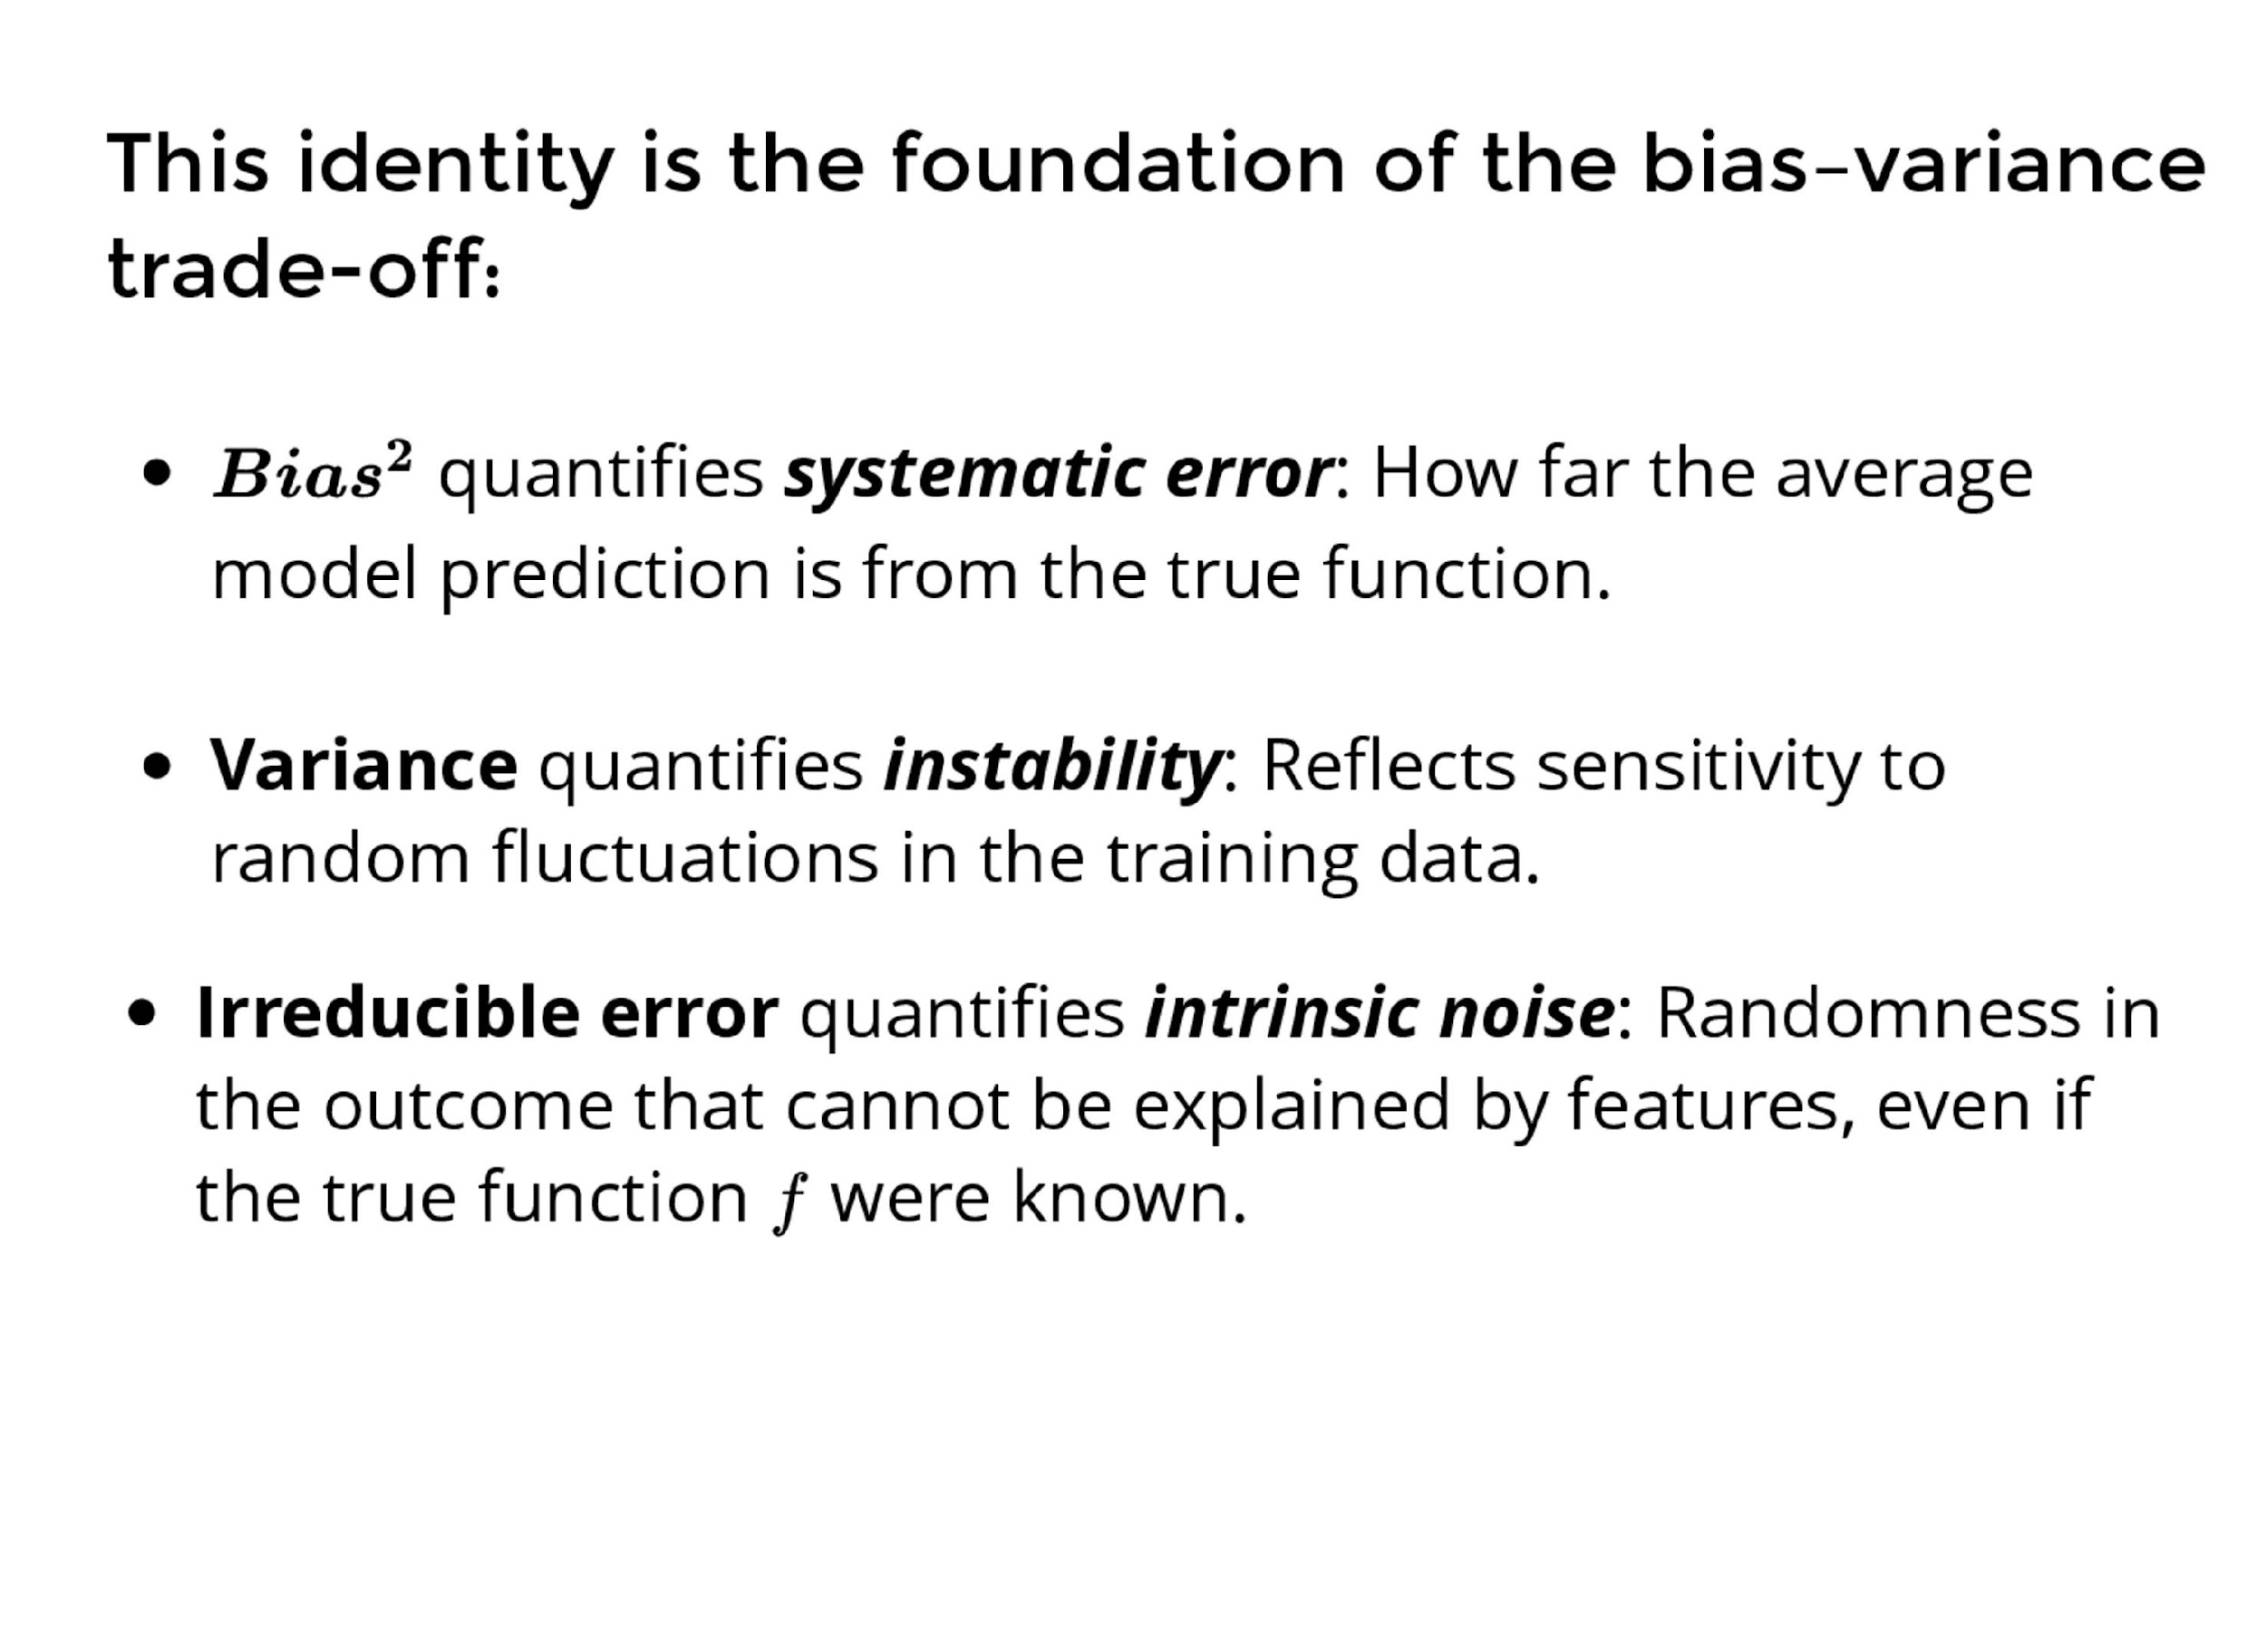 This identity is the foundation of the bias–variance
trade-off:
• Bias² quantifies systematic error: How far the average
model prediction is from the true function.
• Variance quantifies instability: Reflects sensitivity to
random fluctuations in the training data.
• Irreducible error quantifies intrinsic noise: Randomness in
the outcome that cannot be explained by features, even if
the true function f were known.